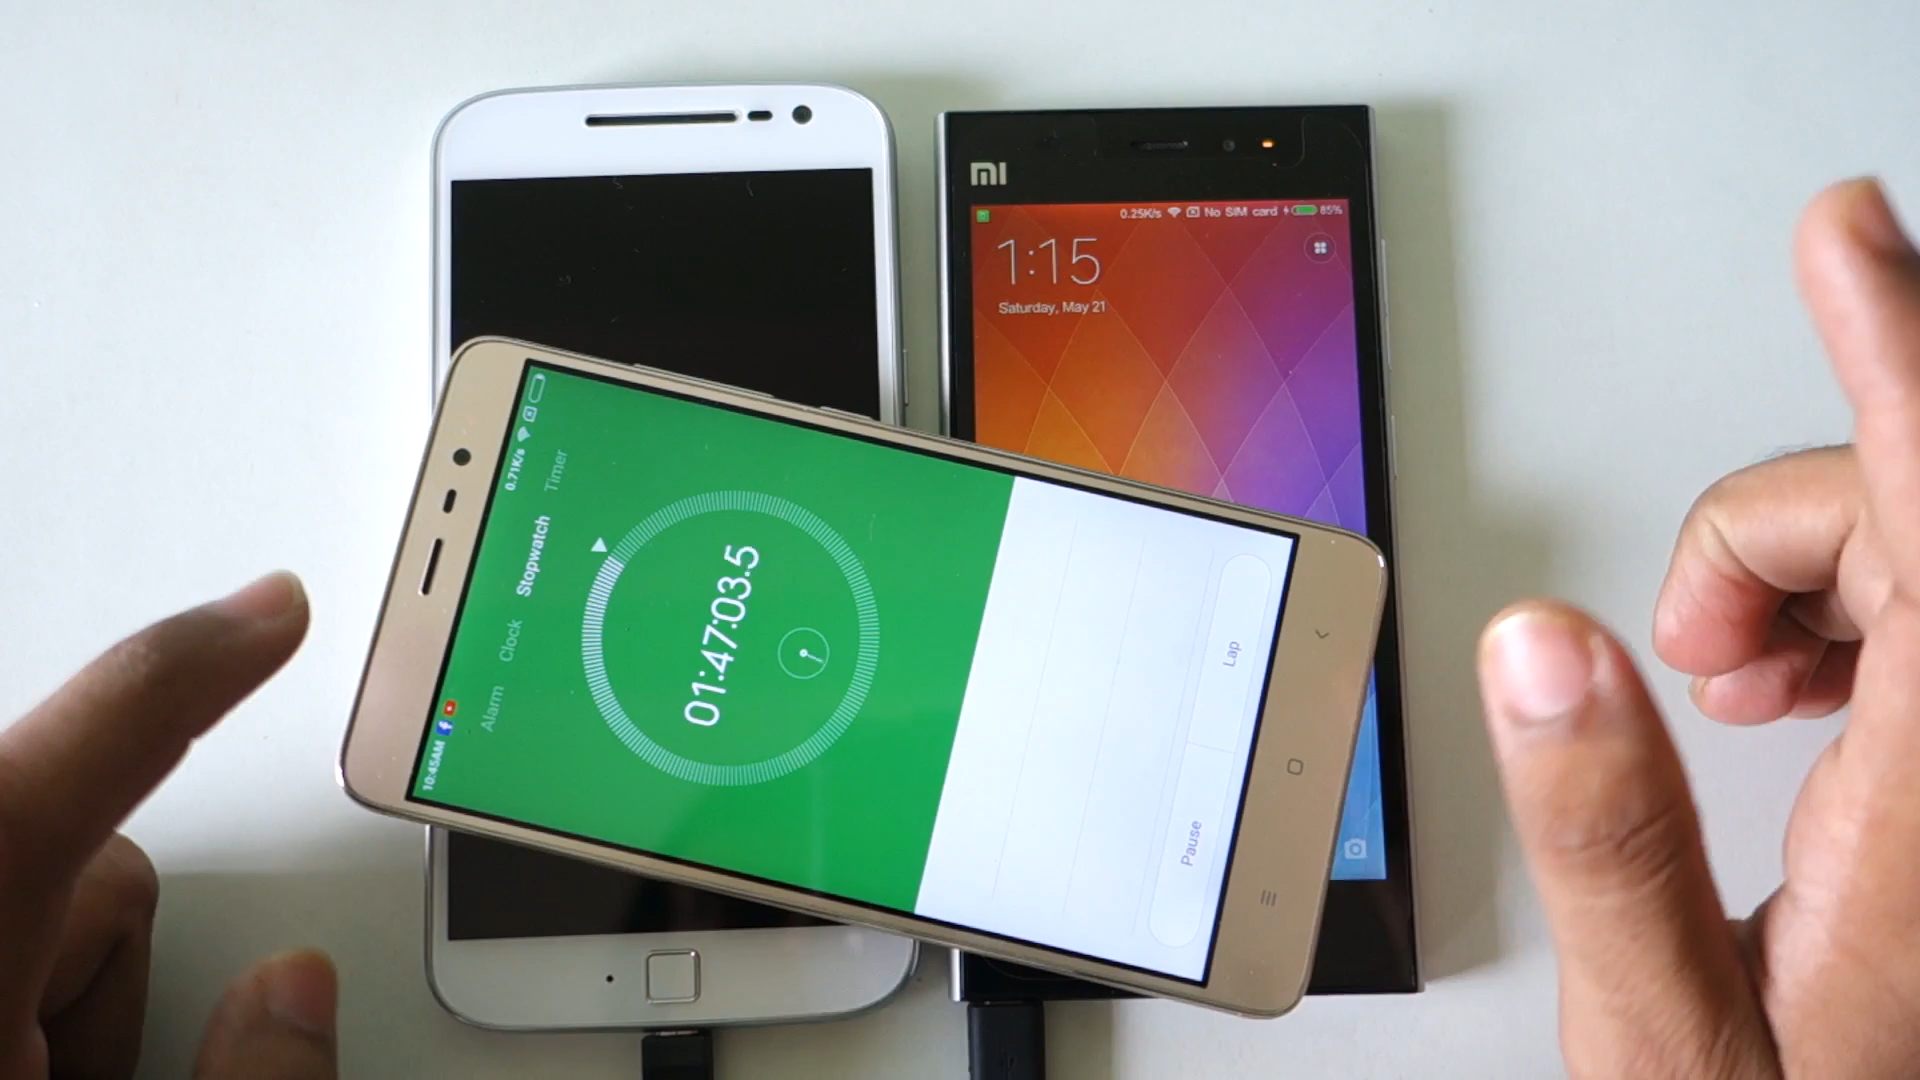 mi
0.25K/s No SIM card 85%
1:15
Saturday, May 21
10:45AM 0.71K/s
Alarm Clock Stopwatch Timer
01:47:03.5
Pause Lap